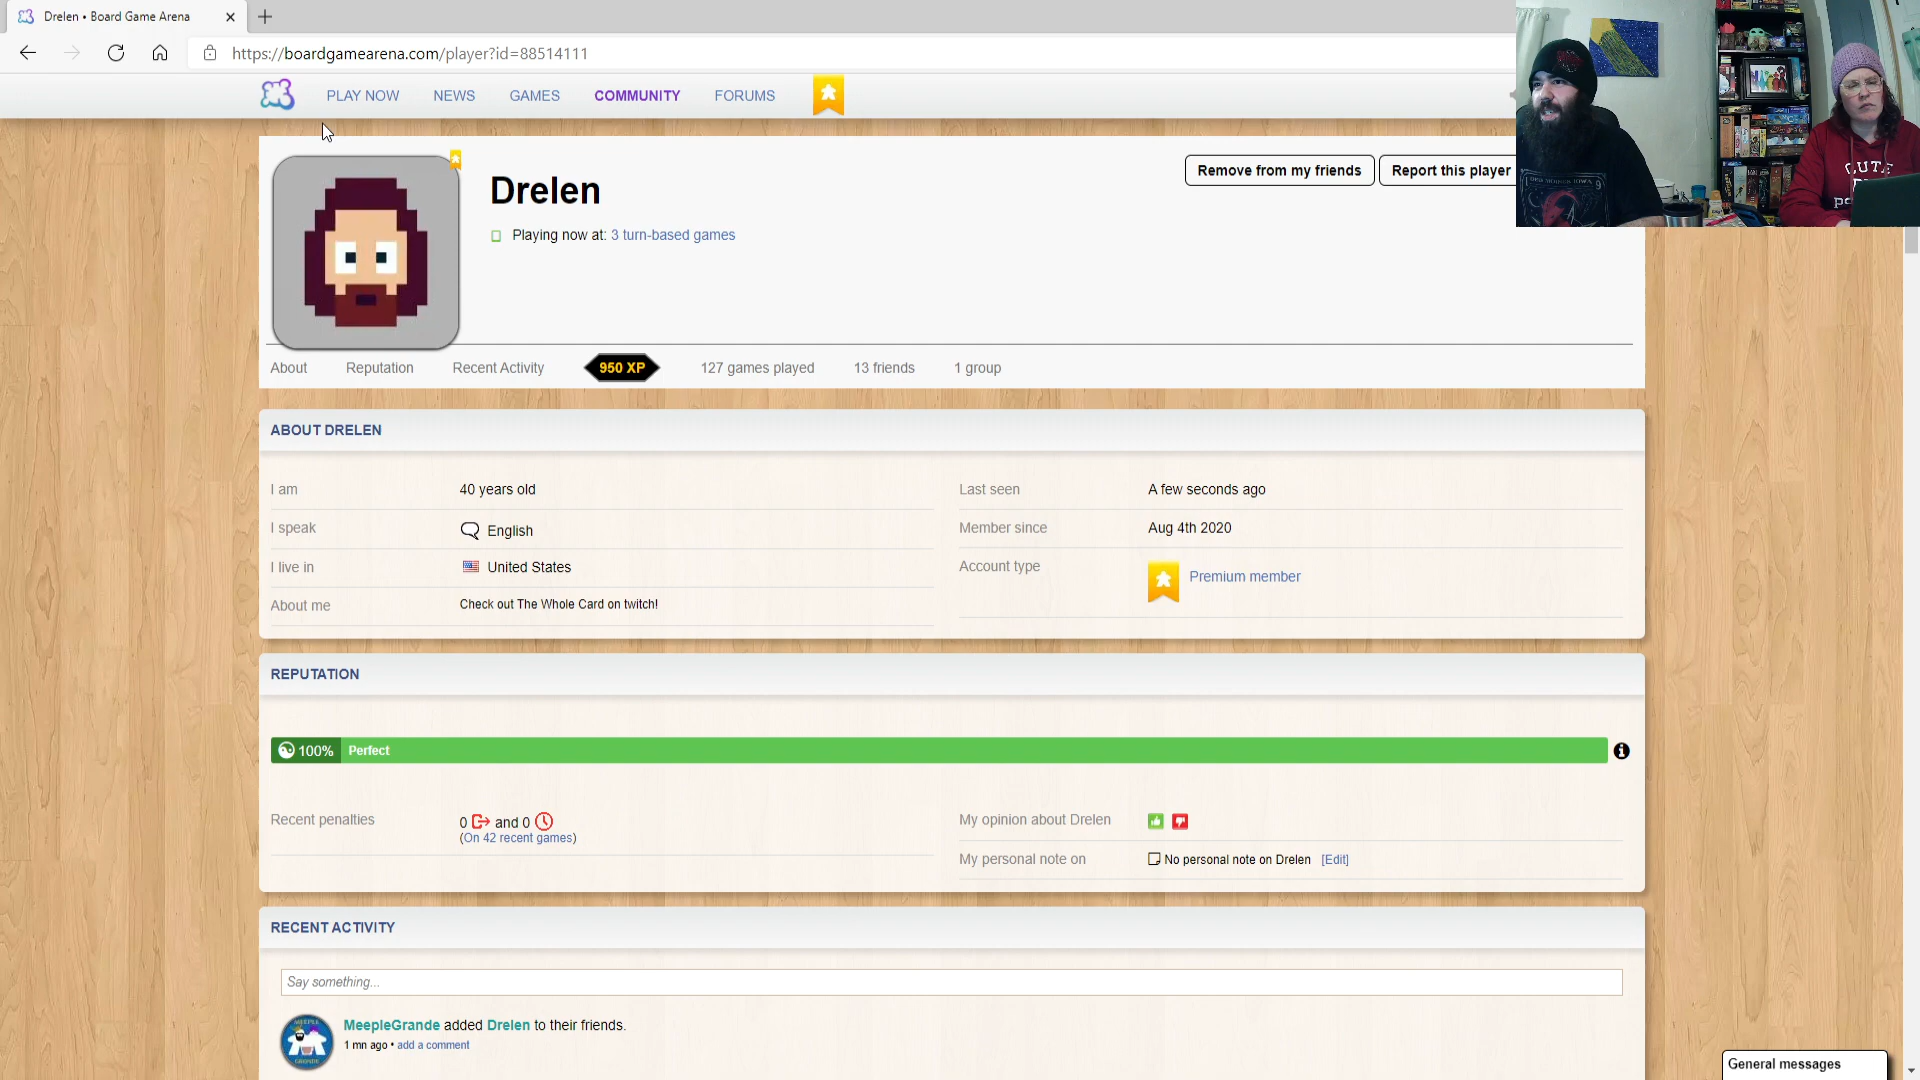 Drelen • Board Game Arena
https://boardgamearena.com/player?id=88514111
PLAY NOW NEWS GAMES COMMUNITY FORUMS
Drelen
Playing now at: 3 turn-based games
Remove from my friends Report this player
About Reputation Recent Activity 950 XP 127 games played 13 friends 1 group
ABOUT DRELEN
I am 40 years old
I speak English
I live in United States
About me Check out The Whole Card on twitch!
Last seen A few seconds ago
Member since Aug 4th 2020
Account type Premium member
REPUTATION
100% Perfect
Recent penalties 0 and 0
(On 42 recent games)
My opinion about Drelen
My personal note on No personal note on Drelen [Edit]
RECENT ACTIVITY
Say something...
MeepleGrande added Drelen to their friends.
1 mn ago • add a comment
MEEPLE
GRANDE
General messages